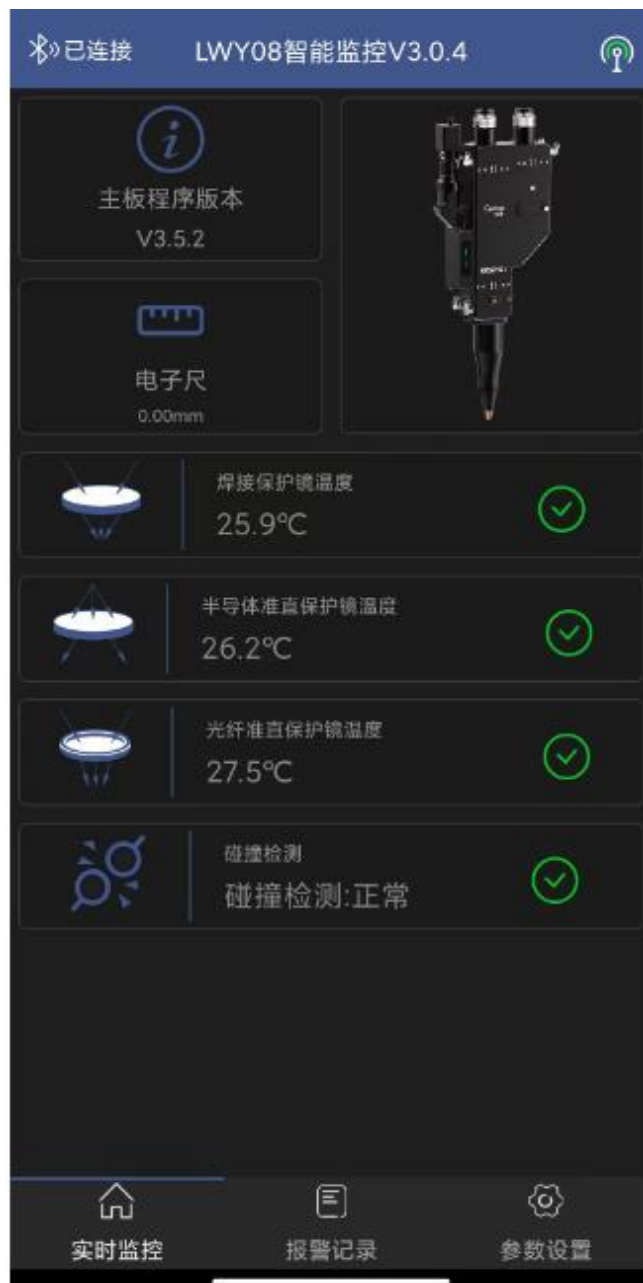 已连接
LWY08智能监控V3.0.4
主板程序版本
V3.5.2
电子尺
0.00mm
焊接保护镜温度
25.9℃
半导体准直保护镜温度
26.2℃
光纤准直保护镜温度
27.5℃
碰撞检测
碰撞检测:正常
实时监控
报警记录
参数设置